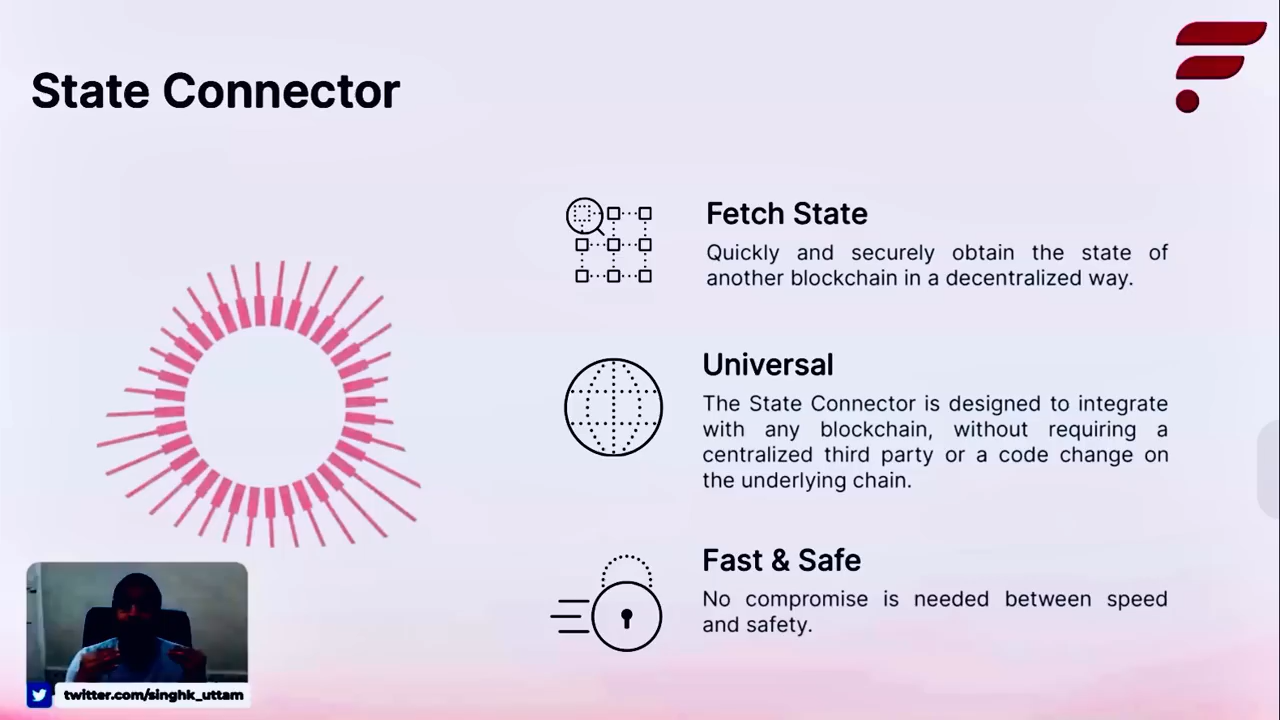 State Connector
Fetch State
Quickly and securely obtain the state of
another blockchain in a decentralized way.
Universal
The State Connector is designed to integrate
with any blockchain, without requiring a
centralized third party or a code change on
the underlying chain.
Fast & Safe
No compromise is needed between speed
and safety.
twitter.com/singhk_uttam